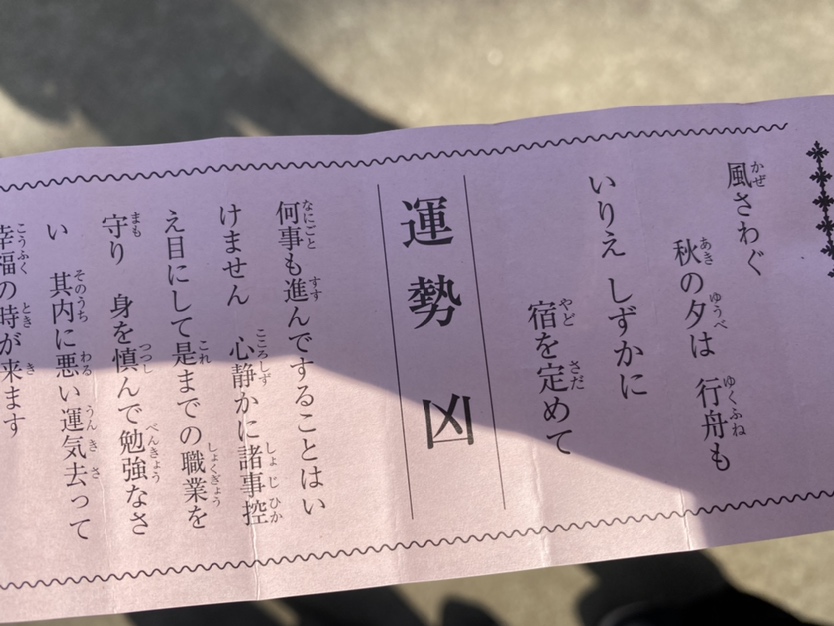 風さわぐ
秋の夕は 行舟も
いりえ しずかに
宿を定めて
運勢 凶
何事も進んですることはい
けません 心静かに諸事控
え目にして是までの職業を
守り 身を慎んで勉強なさ
い 其内に悪い運気去って
幸福の時が来ます